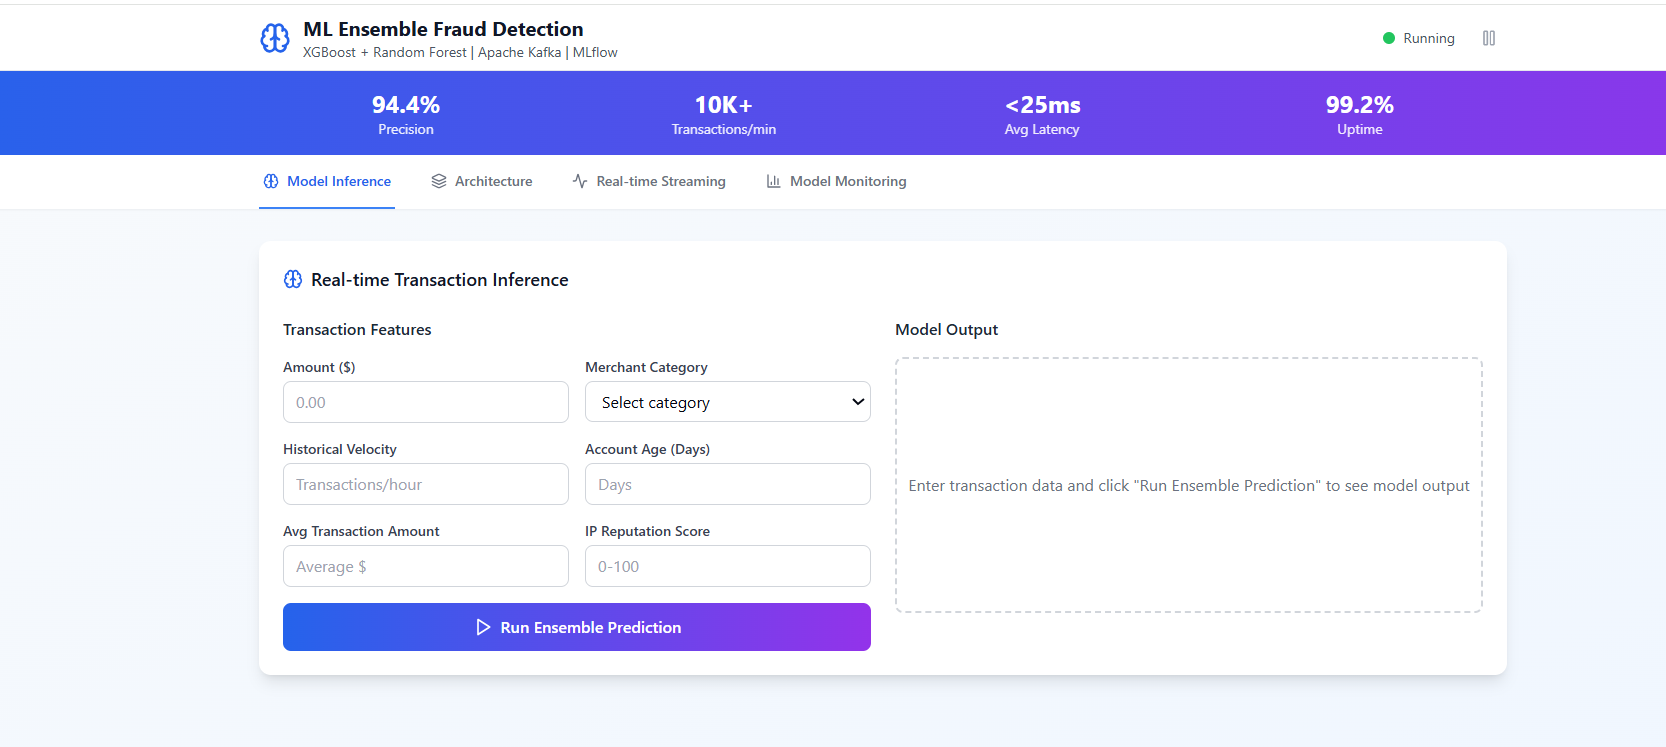 ML Ensemble Fraud Detection
XGBoost + Random Forest | Apache Kafka | MLflow
Running
94.4%
Precision
10K+
Transactions/min
<25ms
Avg Latency
99.2%
Uptime
Model Inference
Architecture
Real-time Streaming
Model Monitoring
Real-time Transaction Inference
Transaction Features
Amount ($)
0.00
Merchant Category
Select category
Historical Velocity
Transactions/hour
Account Age (Days)
Days
Avg Transaction Amount
Average $
IP Reputation Score
0-100
Run Ensemble Prediction
Model Output
Enter transaction data and click "Run Ensemble Prediction" to see model output